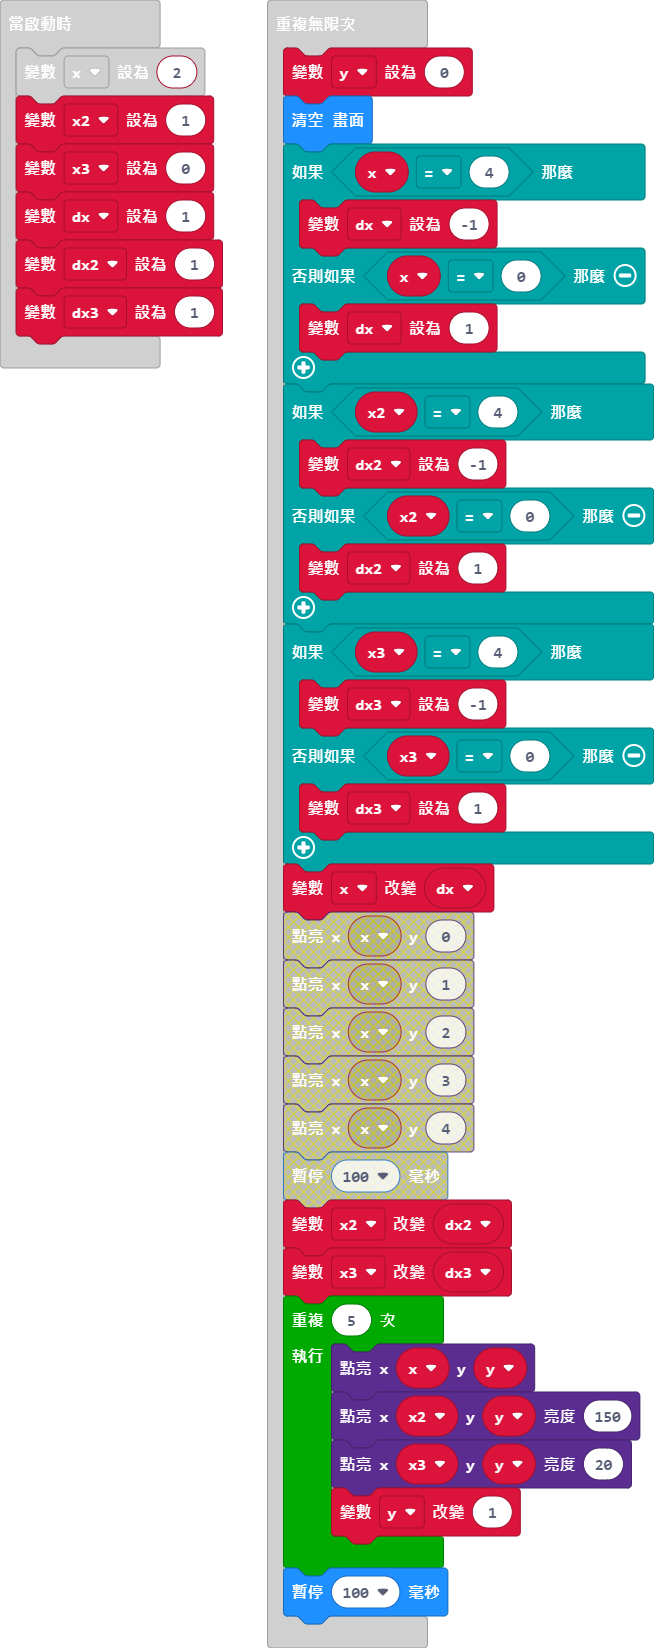 當啟動時
變數 x 設為 2
變數 x2 設為 1
變數 x3 設為 0
變數 dx 設為 1
變數 dx2 設為 1
變數 dx3 設為 1
重複無限次
變數 y 設為 0
清空 畫面
如果 x = 4 那麼
變數 dx 設為 -1
否則如果 x = 0 那麼
變數 dx 設為 1
如果 x2 = 4 那麼
變數 dx2 設為 -1
否則如果 x2 = 0 那麼
變數 dx2 設為 1
如果 x3 = 4 那麼
變數 dx3 設為 -1
否則如果 x3 = 0 那麼
變數 dx3 設為 1
變數 x 改變 dx
點亮 x x y 0
點亮 x x y 1
點亮 x x y 2
點亮 x x y 3
點亮 x x y 4
暫停 100 毫秒
變數 x2 改變 dx2
變數 x3 改變 dx3
重複 5 次
執行
點亮 x x y y
點亮 x x2 y y 亮度 150
點亮 x x3 y y 亮度 20
變數 y 改變 1
暫停 100 毫秒